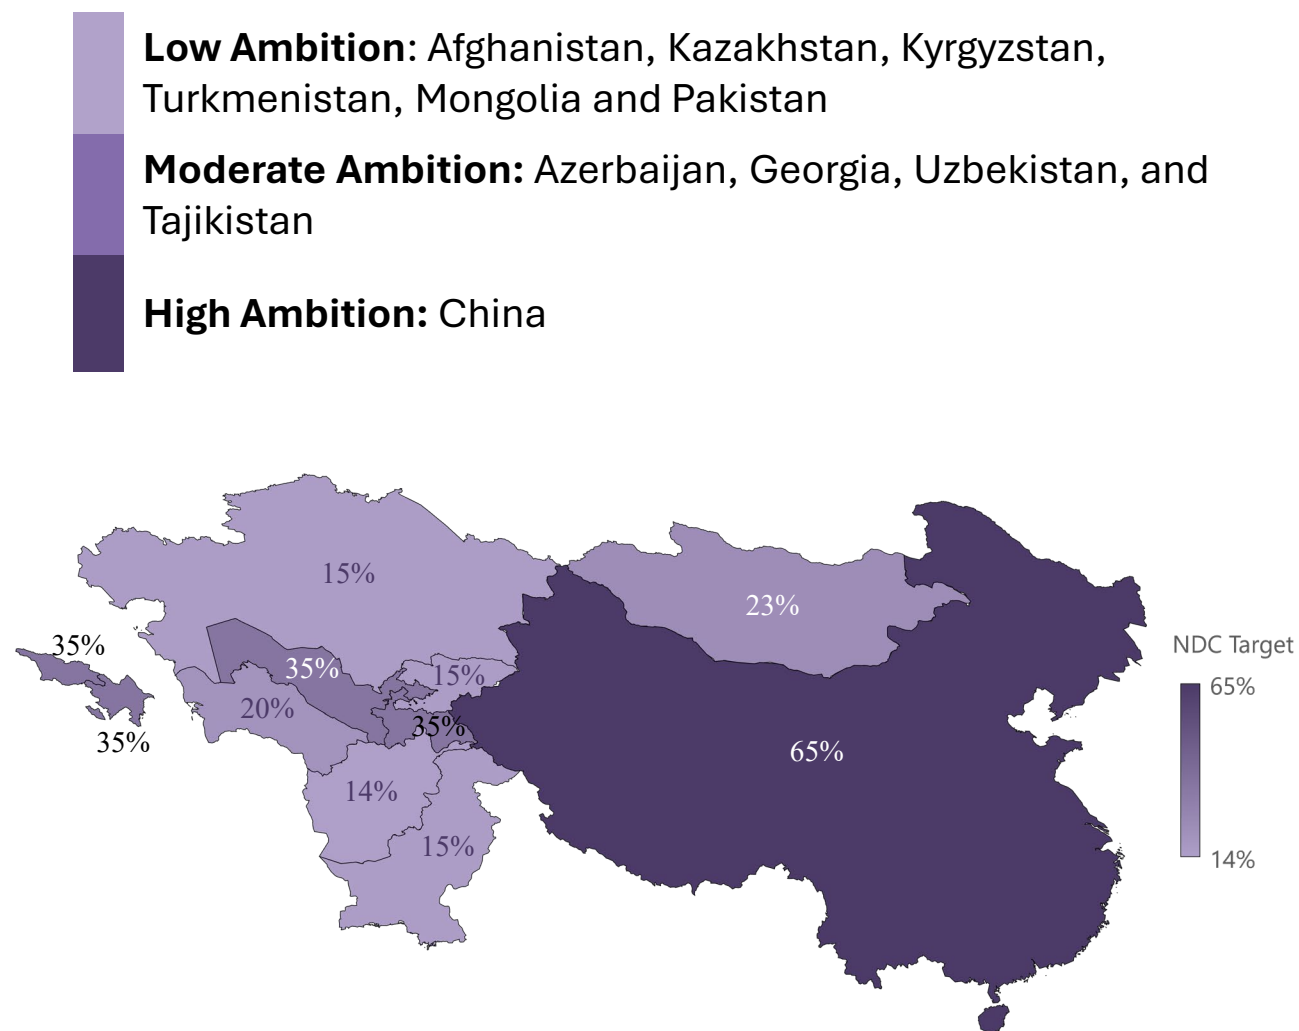 Low Ambition: Afghanistan, Kazakhstan, Kyrgyzstan,
Turkmenistan, Mongolia and Pakistan
Moderate Ambition: Azerbaijan, Georgia, Uzbekistan, and
Tajikistan
High Ambition: China
15%
23%
35%
35%
15%
20%
35%
35%
65%
14%
15%
NDC Target
65%
14%